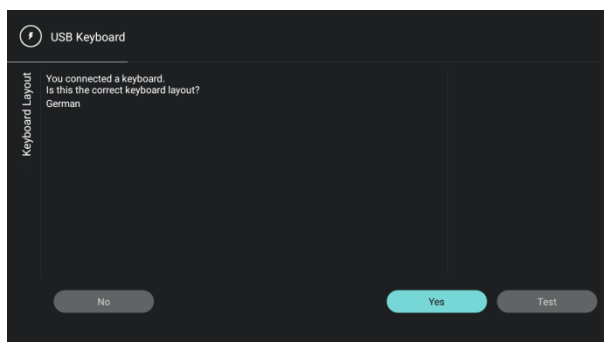 USB Keyboard
Keyboard Layout
You connected a keyboard.
Is this the correct keyboard layout?
German
No
Yes
Test